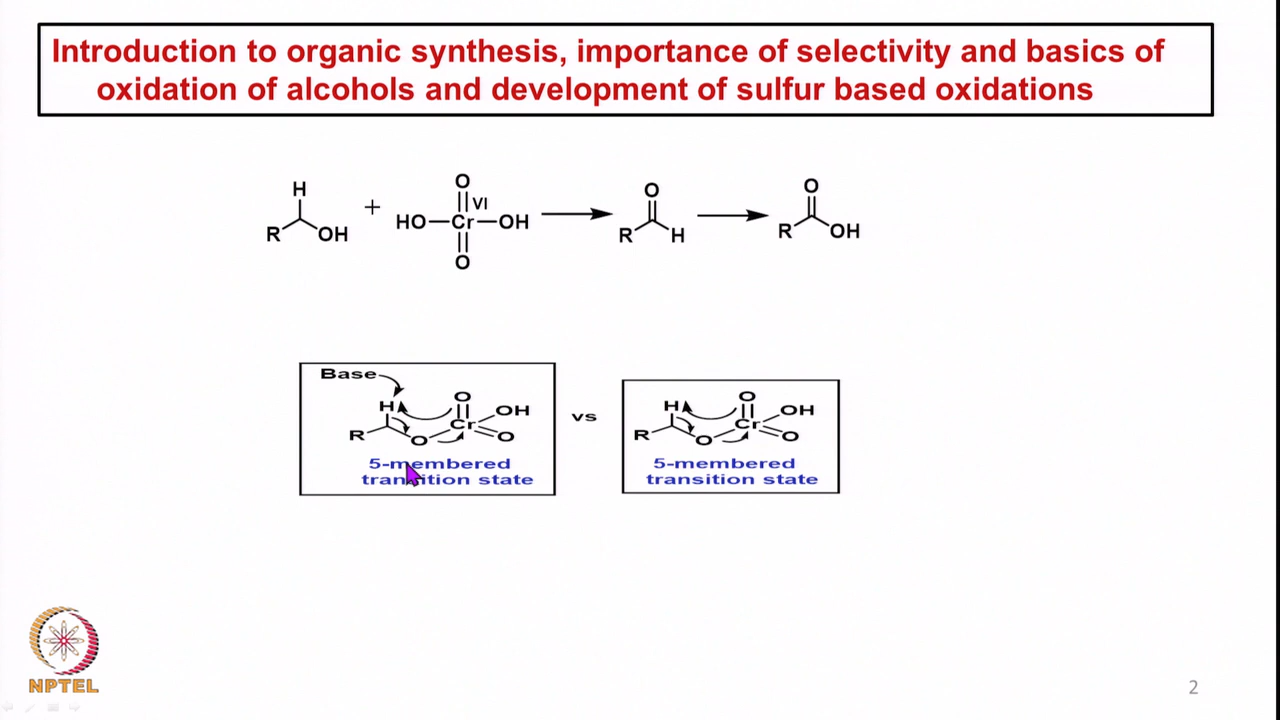 Introduction to organic synthesis, importance of selectivity and basics of
oxidation of alcohols and development of sulfur based oxidations
H
R
OH
+
O
VI
HO
Cr
OH
O
O
R
H
O
R
OH
Base
H
O
OH
Cr
R
O
O
5-membered
transition state
vs
H
O
OH
Cr
R
O
O
5-membered
transition state
NPTEL
2